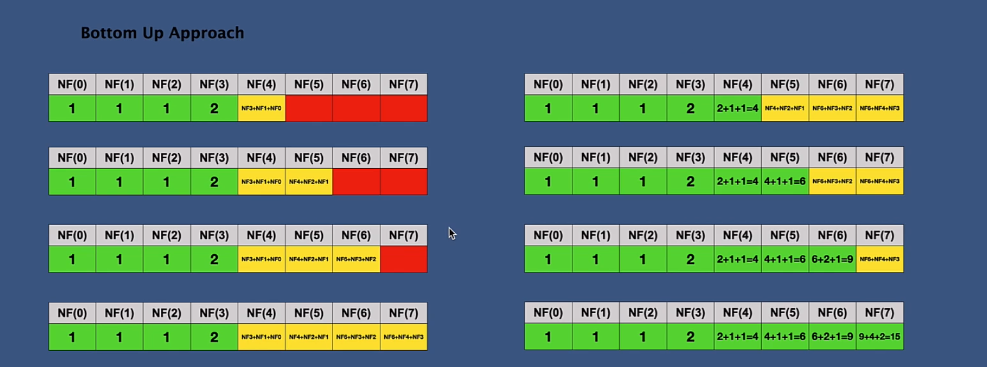 Bottom Up Approach
NF(0) NF(1) NF(2) NF(3) NF(4) NF(5) NF(6) NF(7)
1 1 1 2 NF3+NF1+NF0
NF(0) NF(1) NF(2) NF(3) NF(4) NF(5) NF(6) NF(7)
1 1 1 2 NF3+NF1+NF0 NF4+NF2+NF1
NF(0) NF(1) NF(2) NF(3) NF(4) NF(5) NF(6) NF(7)
1 1 1 2 NF3+NF1+NF0 NF4+NF2+NF1 NF6+NF3+NF2
NF(0) NF(1) NF(2) NF(3) NF(4) NF(5) NF(6) NF(7)
1 1 1 2 NF3+NF1+NF0 NF4+NF2+NF1 NF6+NF3+NF2 NF6+NF4+NF3
NF(0) NF(1) NF(2) NF(3) NF(4) NF(5) NF(6) NF(7)
1 1 1 2 2+1+1=4 NF4+NF2+NF1 NF6+NF3+NF2 NF6+NF4+NF3
NF(0) NF(1) NF(2) NF(3) NF(4) NF(5) NF(6) NF(7)
1 1 1 2 2+1+1=4 4+1+1=6 NF6+NF3+NF2 NF6+NF4+NF3
NF(0) NF(1) NF(2) NF(3) NF(4) NF(5) NF(6) NF(7)
1 1 1 2 2+1+1=4 4+1+1=6 6+2+1=9 NF6+NF4+NF3
NF(0) NF(1) NF(2) NF(3) NF(4) NF(5) NF(6) NF(7)
1 1 1 2 2+1+1=4 4+1+1=6 6+2+1=9 9+4+2=15